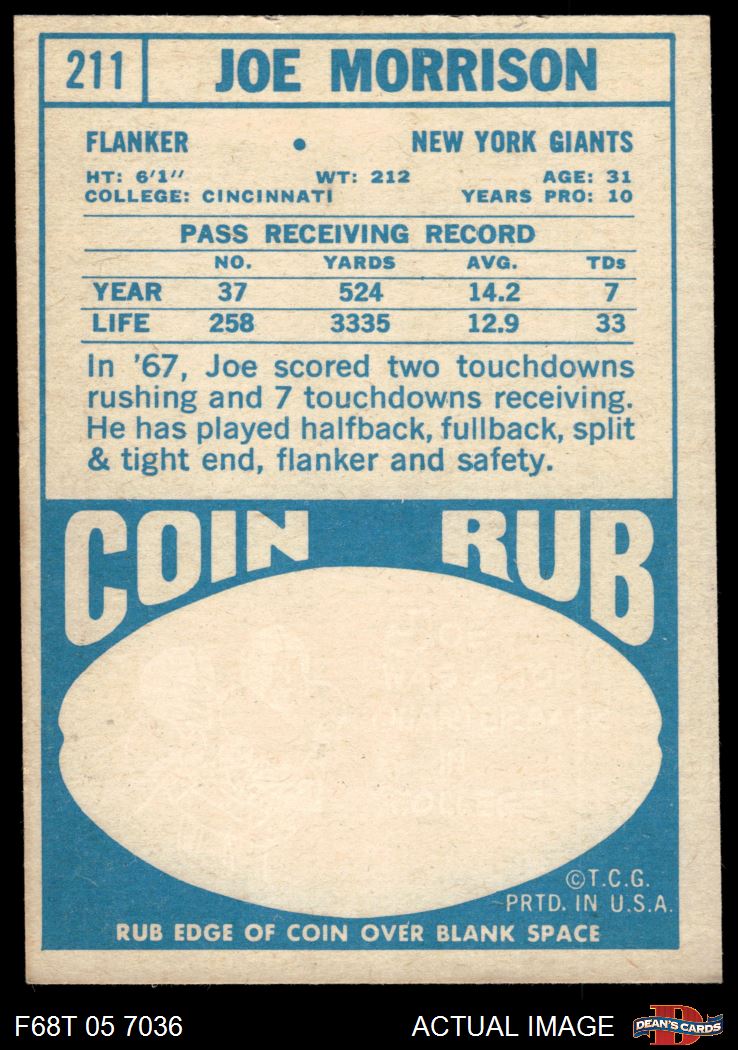 211 JOE MORRISON
FLANKER • NEW YORK GIANTS
HT: 6'1" WT: 212 AGE: 31
COLLEGE: CINCINNATI YEARS PRO: 10
PASS RECEIVING RECORD
NO. YARDS AVG. TDs
YEAR 37 524 14.2 7
LIFE 258 3335 12.9 33
In '67, Joe scored two touchdowns
rushing and 7 touchdowns receiving.
He has played halfback, fullback, split
& tight end, flanker and safety.
COIN RUB
©T.C.G.
PRTD. IN U.S.A.
RUB EDGE OF COIN OVER BLANK SPACE
F68T 05 7036 ACTUAL IMAGE DEAN'S CARDS